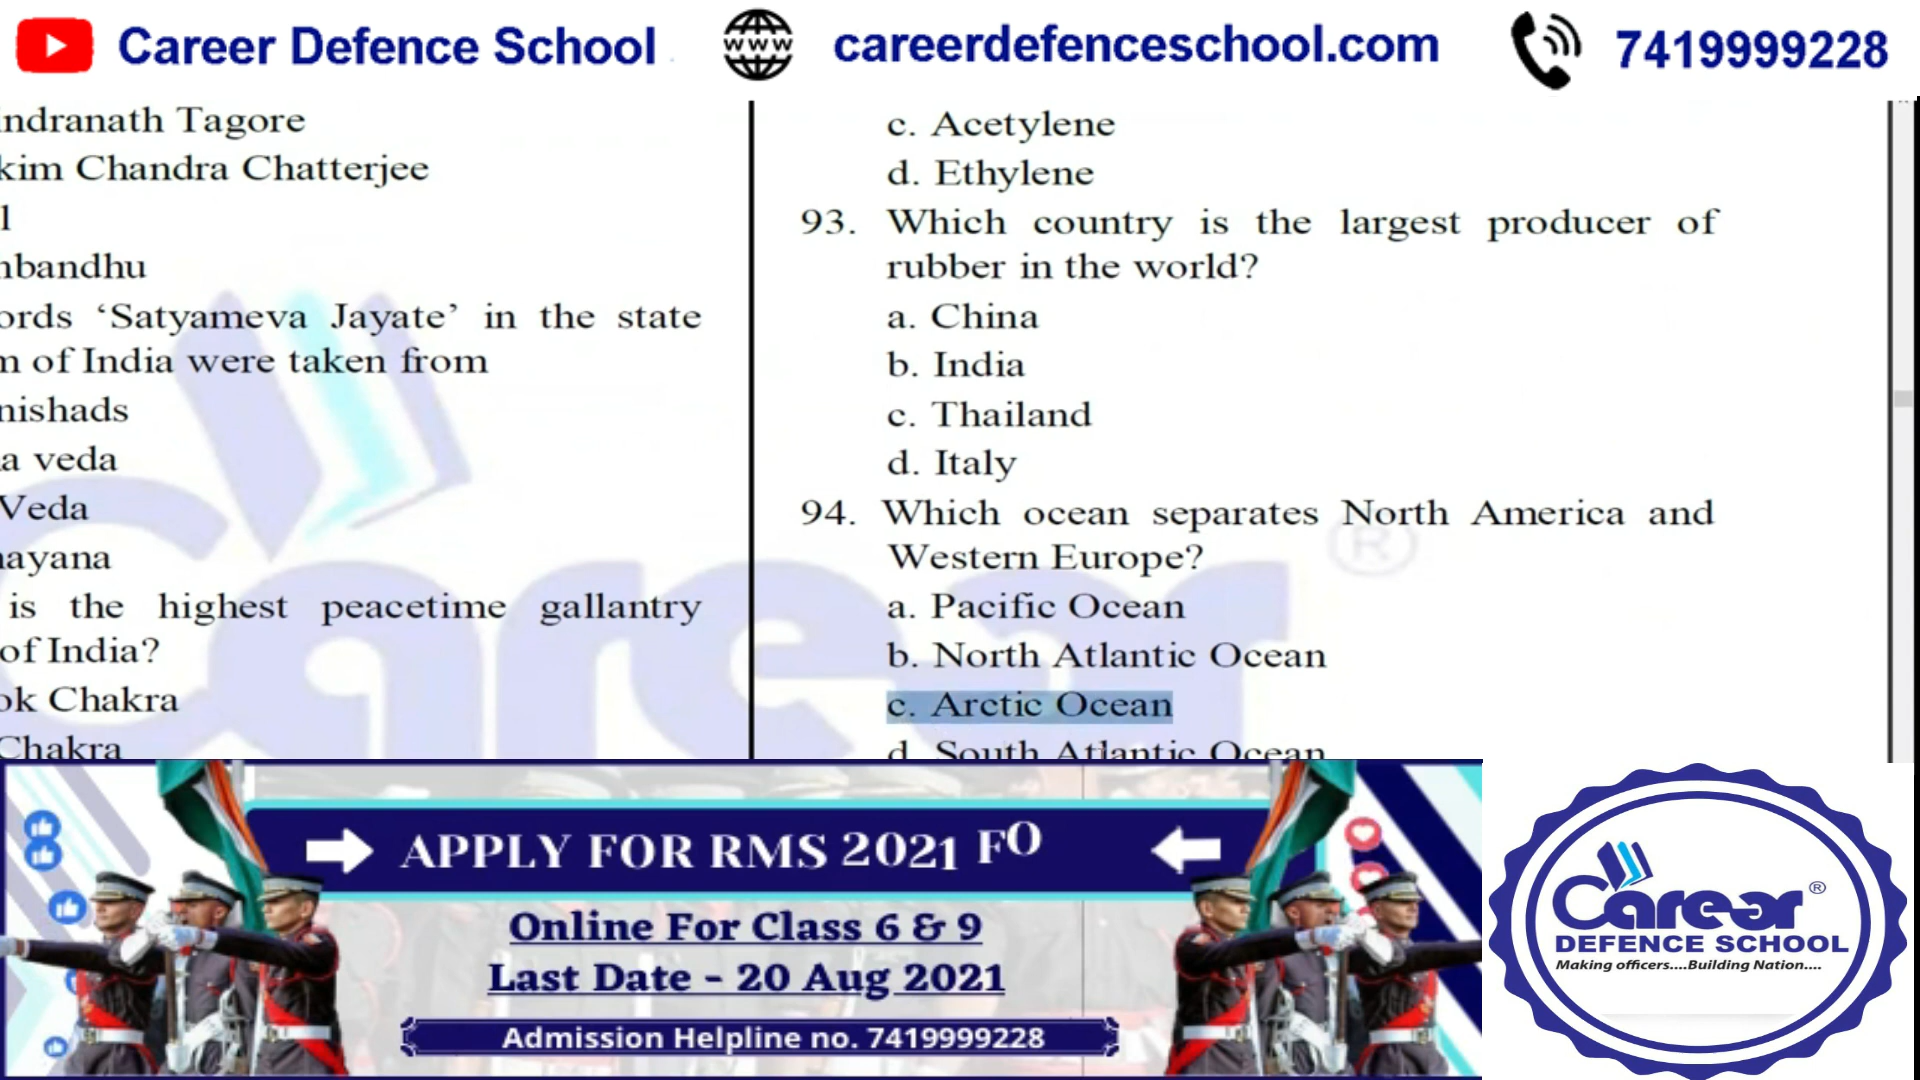 Career Defence School
www
careerdefenceschool.com
7419999228
indranath Tagore
kim Chandra Chatterjee
l
nbandhu
ords ‘Satyameva Jayate’ in the state
m of India were taken from
nishads
a veda
Veda
nayana
is the highest peacetime gallantry
of India?
ok Chakra
Chakra
c. Acetylene
d. Ethylene
93. Which country is the largest producer of
rubber in the world?
a. China
b. India
c. Thailand
d. Italy
94. Which ocean separates North America and
Western Europe?
a. Pacific Ocean
b. North Atlantic Ocean
c. Arctic Ocean
d. South Atlantic Ocean
Carear
®
APPLY FOR RMS 2021 FO
Online For Class 6 & 9
Last Date - 20 Aug 2021
Admission Helpline no. 7419999228
Carear ®
DEFENCE SCHOOL
Making officers....Building Nation....